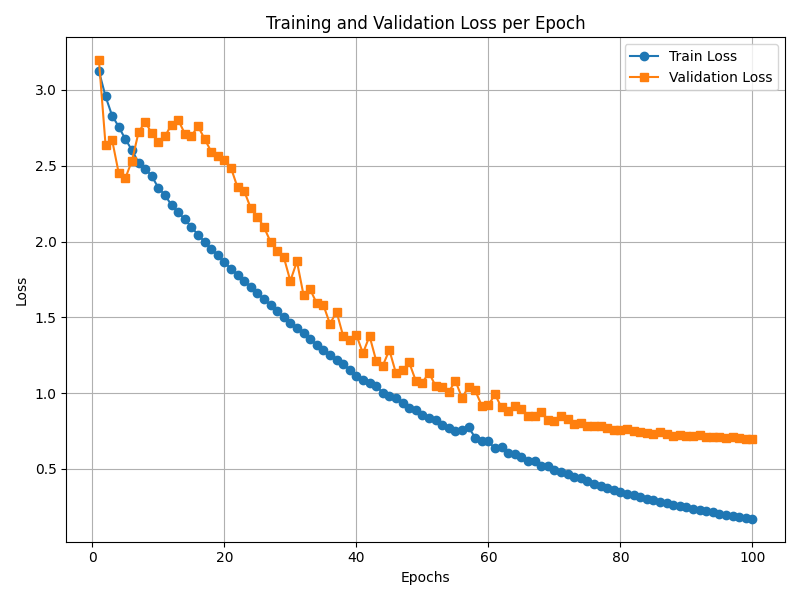 Training and Validation Loss per Epoch
Train Loss
Validation Loss
3.0
2.5
2.0
1.5
1.0
0.5
Loss
0 20 40 60 80 100
Epochs